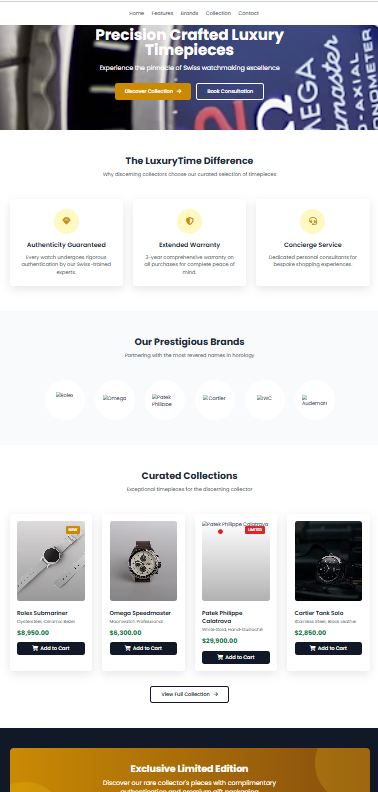 Home Features Brands Collection Contact
Precision Crafted Luxury
Timepieces
Experience the pinnacle of Swiss watchmaking excellence
Discover Collection → Book Consultation
The LuxuryTime Difference
Why discerning collectors choose our curated selection of timepieces
Authenticity Guaranteed
Every watch undergoes rigorous
authentication by our Swiss-trained
experts.
Extended Warranty
3-year comprehensive warranty on
all purchases for complete peace of
mind.
Concierge Service
Dedicated personal consultants for
bespoke shopping experiences.
Our Prestigious Brands
Partnering with the most revered names in horology
Rolex
Omega
Patek
Philippe
Cartier
IWC
Audemars
Curated Collections
Exceptional timepieces for the discerning collector
NEW
Rolex Submariner
Oystersteel, Ceramic Bezel
$8,950.00
Add to Cart
Omega Speedmaster
Moonwatch Professional
$6,300.00
Add to Cart
Patek Philippe Calatrava
LIMITED
Patek Philippe
Calatrava
White Gold, Hand-Guilloché
$29,900.00
Add to Cart
Cartier Tank Solo
Stainless Steel, Black Leather
$2,850.00
Add to Cart
View Full Collection →
Exclusive Limited Edition
Discover our rare collector's pieces with complimentary
authentication and premium gift packaging